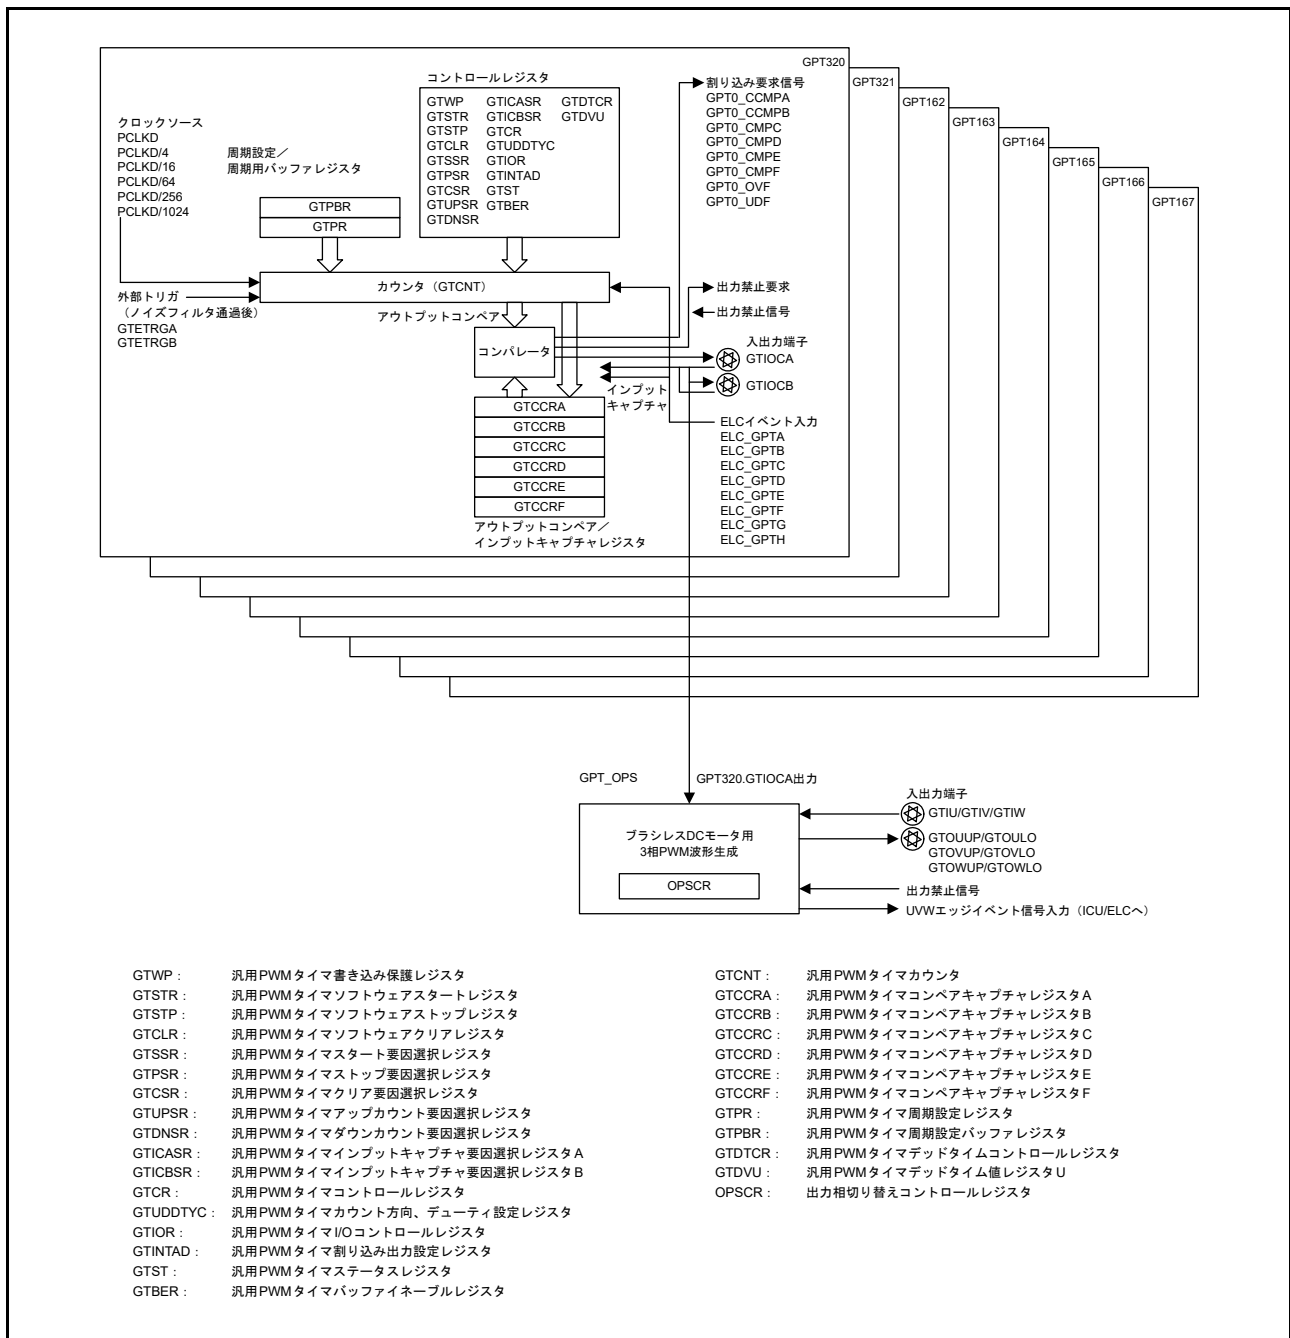 GPT320
GPT321
GPT162
GPT163
GPT164
GPT165
GPT166
GPT167
クロックソース
PCLKD
PCLKD/4
PCLKD/16
PCLKD/64
PCLKD/256
PCLKD/1024
周期設定／
周期用バッファレジスタ
GTPBR
GTPR
コントロールレジスタ
GTWP GTICASR GTDTCR
GTSTR GTICBSR GTDVU
GTSTP GTCR
GTCLR GTUDDTYC
GTSSR GTIOR
GTPSR GTINTAD
GTCSR GTST
GTUPSR GTBER
GTDNSR
割り込み要求信号
GPT0_CCMPA
GPT0_CCMPB
GPT0_CMPC
GPT0_CMPD
GPT0_CMPE
GPT0_CMPF
GPT0_OVF
GPT0_UDF
カウンタ（GTCNT）
外部トリガ
（ノイズフィルタ通過後）
GTETRGA
GTETRGB
アウトプットコンペア
コンパレータ
出力禁止要求
出力禁止信号
入出力端子
GTIOCA
GTIOCB
インプット
キャプチャ
GTCCRA
GTCCRB
GTCCRC
GTCCRD
GTCCRE
GTCCRF
アウトプットコンペア／
インプットキャプチャレジスタ
ELCイベント入力
ELC_GPTA
ELC_GPTB
ELC_GPTC
ELC_GPTD
ELC_GPTE
ELC_GPTF
ELC_GPTG
ELC_GPTH
GPT_OPS
GPT320.GTIOCA出力
ブラシレスDCモータ用
3相PWM波形生成
OPSCR
入出力端子
GTIU/GTIV/GTIW
GTOUUP/GTOULO
GTOVUP/GTOVLO
GTOWUP/GTOWLO
出力禁止信号
UVWエッジイベント信号入力（ICU/ELCへ）
GTWP： 汎用PWMタイマ書き込み保護レジスタ
GTSTR： 汎用PWMタイマソフトウェアスタートレジスタ
GTSTP： 汎用PWMタイマソフトウェアストップレジスタ
GTCLR： 汎用PWMタイマソフトウェアクリアレジスタ
GTSSR： 汎用PWMタイマスタート要因選択レジスタ
GTPSR： 汎用PWMタイマストップ要因選択レジスタ
GTCSR： 汎用PWMタイマクリア要因選択レジスタ
GTUPSR： 汎用PWMタイマアップカウント要因選択レジスタ
GTDNSR： 汎用PWMタイマダウンカウント要因選択レジスタ
GTICASR： 汎用PWMタイマインプットキャプチャ要因選択レジスタA
GTICBSR： 汎用PWMタイマインプットキャプチャ要因選択レジスタB
GTCR： 汎用PWMタイマコントロールレジスタ
GTUDDTYC： 汎用PWMタイマカウント方向、デューティ設定レジスタ
GTIOR： 汎用PWMタイマI/Oコントロールレジスタ
GTINTAD： 汎用PWMタイマ割り込み出力設定レジスタ
GTST： 汎用PWMタイマステータスレジスタ
GTBER： 汎用PWMタイマバッファイネーブルレジスタ
GTCNT： 汎用PWMタイマカウンタ
GTCCRA： 汎用PWMタイマコンペアキャプチャレジスタA
GTCCRB： 汎用PWMタイマコンペアキャプチャレジスタB
GTCCRC： 汎用PWMタイマコンペアキャプチャレジスタC
GTCCRD： 汎用PWMタイマコンペアキャプチャレジスタD
GTCCRE： 汎用PWMタイマコンペアキャプチャレジスタE
GTCCRF： 汎用PWMタイマコンペアキャプチャレジスタF
GTPR： 汎用PWMタイマ周期設定レジスタ
GTPBR： 汎用PWMタイマ周期設定バッファレジスタ
GTDTCR： 汎用PWMタイマデッドタイムコントロールレジスタ
GTDVU： 汎用PWMタイマデッドタイム値レジスタU
OPSCR： 出力相切り替えコントロールレジスタ